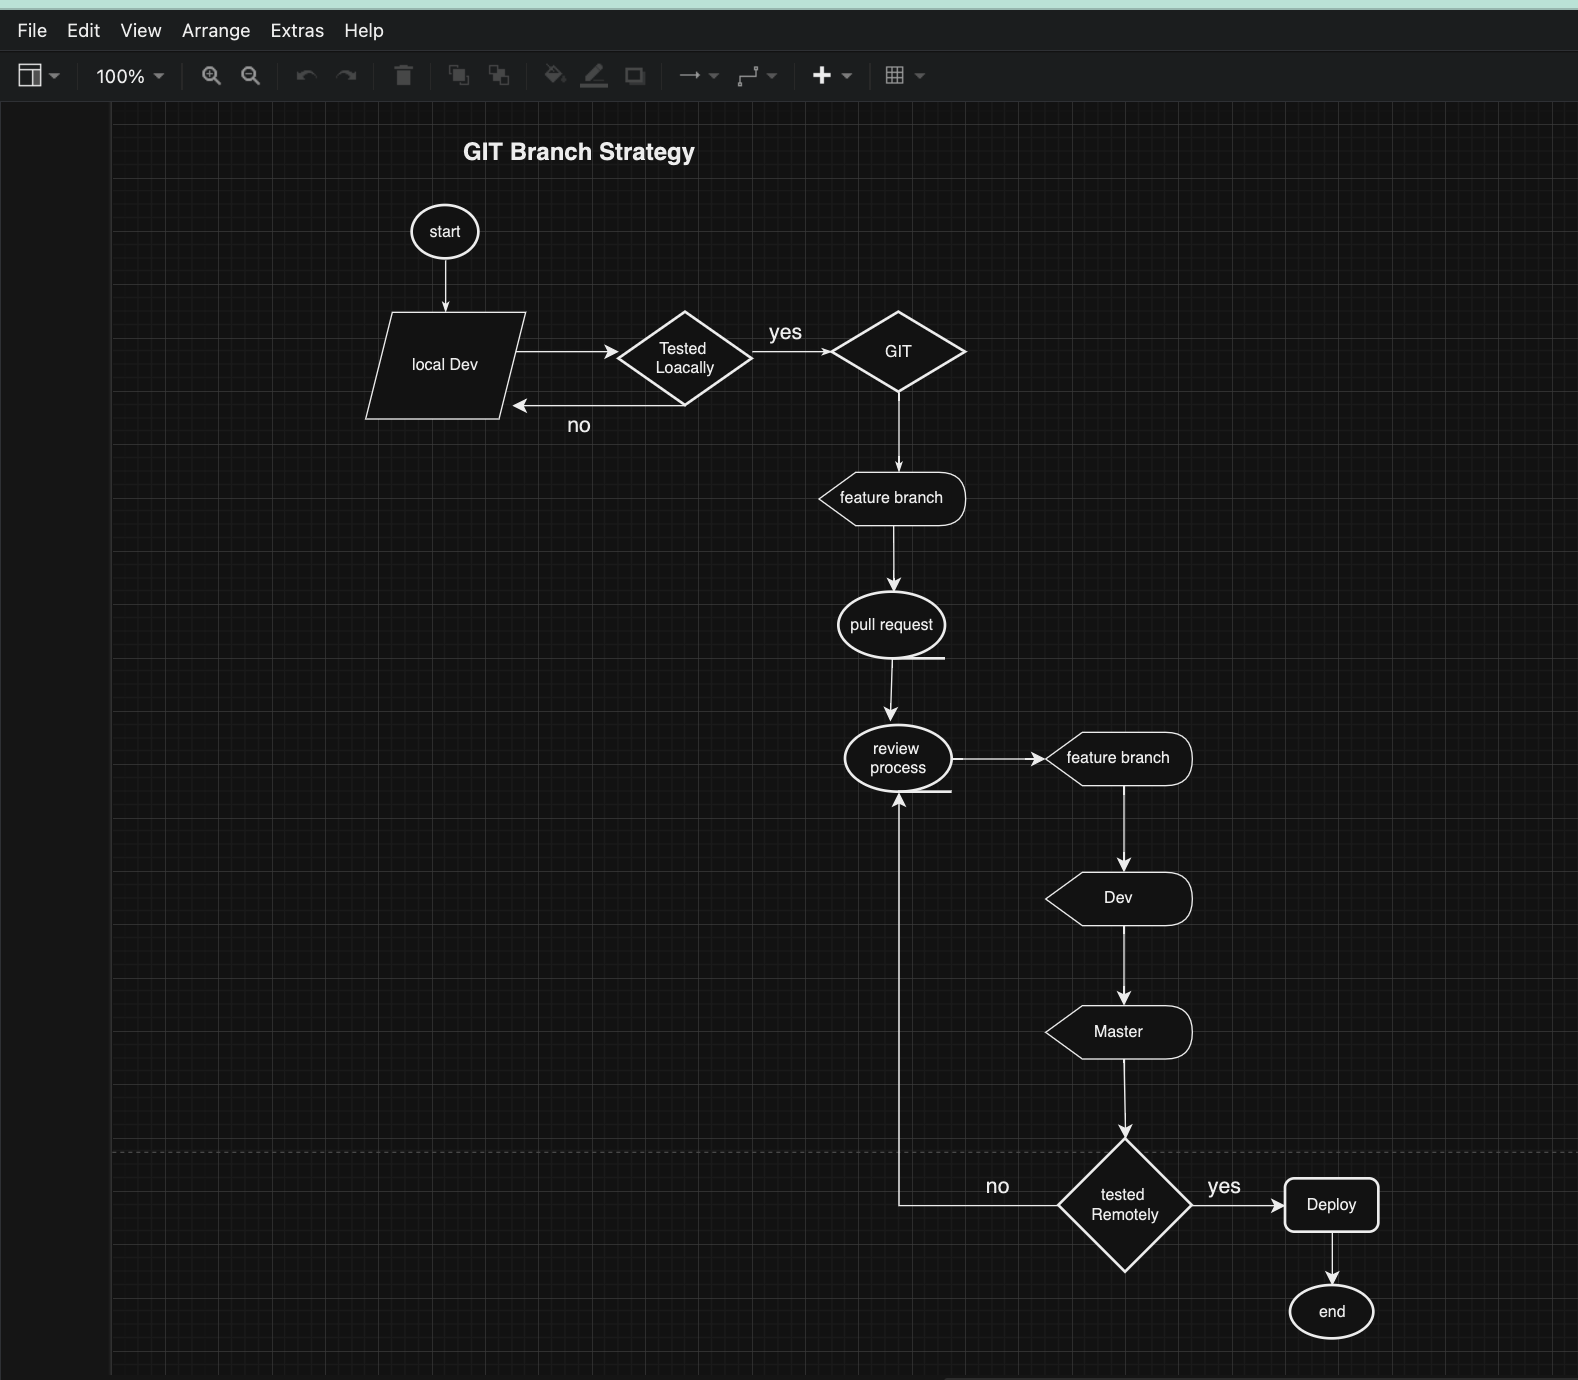 File Edit View Arrange Extras Help
100%
GIT Branch Strategy
start
local Dev
Tested
Loacally
yes
GIT
no
feature branch
pull request
review
process
feature branch
Dev
Master
no
tested
Remotely
yes
Deploy
end